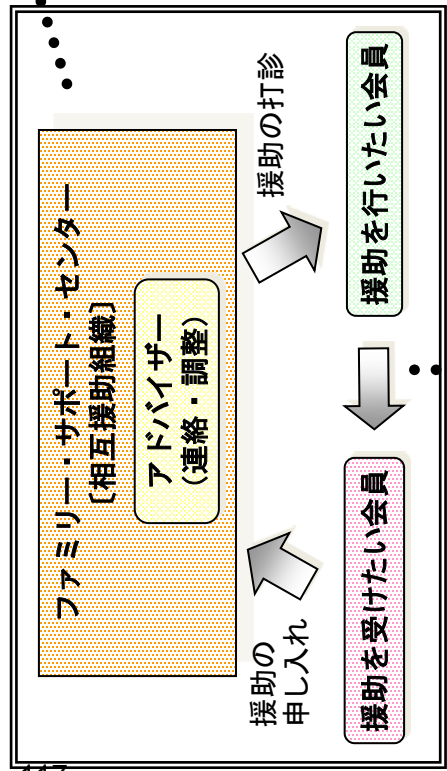 ファミリー・サポート・センター
［相互援助組織］
アドバイザー
（連絡・調整）
援助の
申し入れ
援助の打診
援助を受けたい会員
援助を行いたい会員